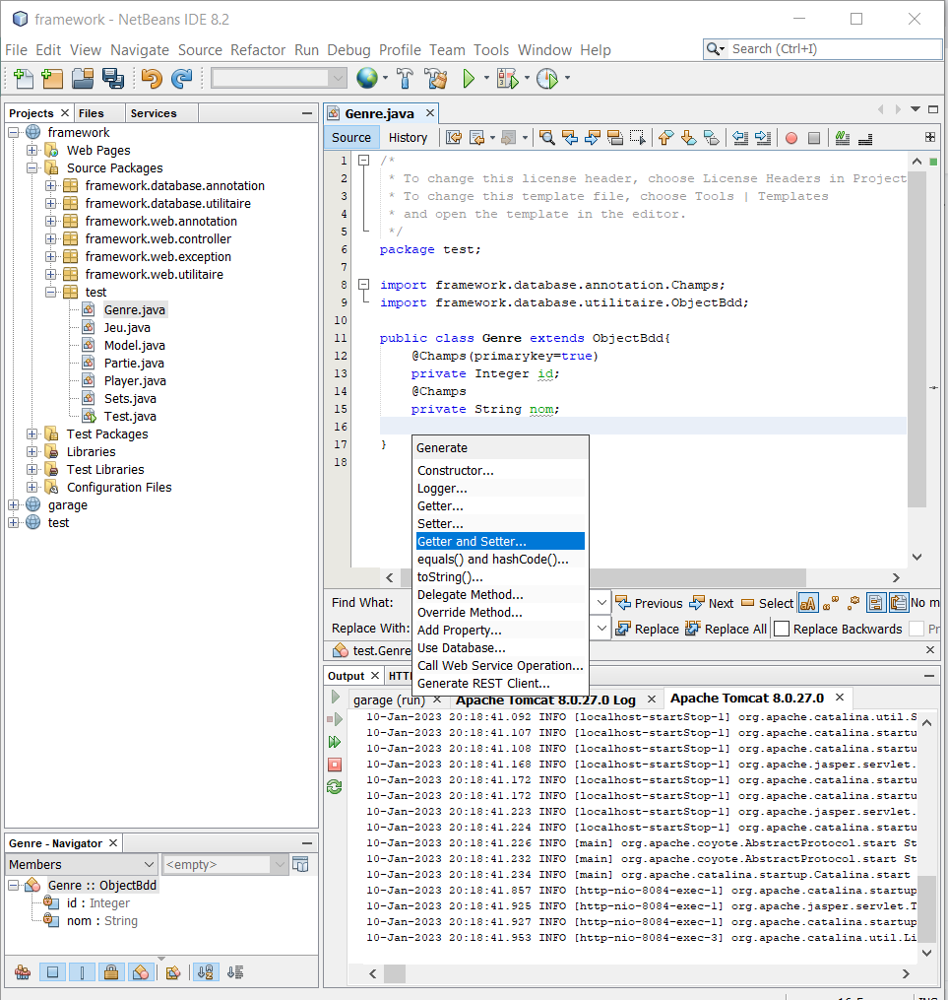 framework - NetBeans IDE 8.2
File Edit View Navigate Source Refactor Run Debug Profile Team Tools Window Help
Search (Ctrl+I)
Projects Files Services
framework
Web Pages
Source Packages
framework.database.annotation
framework.database.utilitaire
framework.web.annotation
framework.web.controller
framework.web.exception
framework.web.utilitaire
test
Genre.java
Jeu.java
Model.java
Partie.java
Player.java
Sets.java
Test.java
Test Packages
Libraries
Test Libraries
Configuration Files
garage
test
Genre - Navigator
Members <empty>
Genre :: ObjectBdd
id : Integer
nom : String
Genre.java
Source History
1 /*
2 * To change this license header, choose License Headers in Project
3 * To change this template file, choose Tools | Templates
4 * and open the template in the editor.
5 */
6 package test;
7
8 import framework.database.annotation.Champs;
9 import framework.database.utilitaire.ObjectBdd;
10
11 public class Genre extends ObjectBdd{
12 @Champs(primarykey=true)
13 private Integer id;
14 @Champs
15 private String nom;
16
17 }
18
Generate
Constructor...
Logger...
Getter...
Setter...
Getter and Setter...
equals() and hashCode()...
toString()...
Delegate Method...
Override Method...
Add Property...
Use Database...
Call Web Service Operation...
Generate REST Client...
Find What: Previous Next Select aA No m
Replace With: Replace Replace All Replace Backwards Pr
test.Genre
Output HTT
garage (run) Apache Tomcat 8.0.27.0 Log Apache Tomcat 8.0.27.0
10-Jan-2023 20:18:41.092 INFO [localhost-startStop-1] org.apache.catalina.util.S
10-Jan-2023 20:18:41.107 INFO [localhost-startStop-1] org.apache.catalina.startu
10-Jan-2023 20:18:41.108 INFO [localhost-startStop-1] org.apache.catalina.startu
10-Jan-2023 20:18:41.168 INFO [localhost-startStop-1] org.apache.jasper.servlet.
10-Jan-2023 20:18:41.172 INFO [localhost-startStop-1] org.apache.catalina.startu
10-Jan-2023 20:18:41.172 INFO [localhost-startStop-1] org.apache.catalina.startu
10-Jan-2023 20:18:41.223 INFO [localhost-startStop-1] org.apache.jasper.servlet.
10-Jan-2023 20:18:41.224 INFO [localhost-startStop-1] org.apache.catalina.startu
10-Jan-2023 20:18:41.226 INFO [main] org.apache.coyote.AbstractProtocol.start St
10-Jan-2023 20:18:41.232 INFO [main] org.apache.coyote.AbstractProtocol.start St
10-Jan-2023 20:18:41.234 INFO [main] org.apache.catalina.startup.Catalina.start
10-Jan-2023 20:18:41.857 INFO [http-nio-8084-exec-1] org.apache.catalina.startup
10-Jan-2023 20:18:41.925 INFO [http-nio-8084-exec-1] org.apache.jasper.servlet.T
10-Jan-2023 20:18:41.927 INFO [http-nio-8084-exec-1] org.apache.catalina.startup
10-Jan-2023 20:18:41.953 INFO [http-nio-8084-exec-3] org.apache.catalina.util.Li